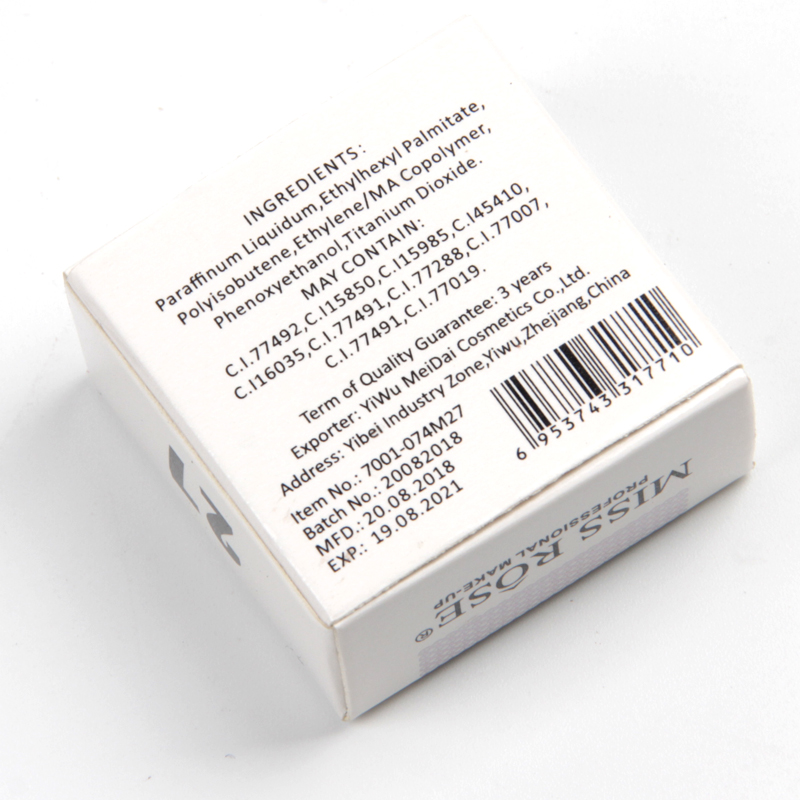 INGREDIENTS:
Paraffinum Liquidum,Ethylhexyl Palmitate,
Polyisobutene,Ethylene/MA Copolymer,
Phenoxyethanol,Titanium Dioxide.
MAY CONTAIN:
C.I.77492,C.I15850,C.I15985,C.I45410,
C.I16035,C.I.77491,C.I.77288,C.I.77007,
C.I.77491,C.I.77019.
Term of Quality Guarantee: 3 years
Exporter: YiWu MeiDai Cosmetics Co.,Ltd.
Address: Yibei Industry Zone,Yiwu,Zhejiang,China
Item No.: 7001-074M27
Batch No.: 20082018
MFD.: 20.08.2018
EXP.: 19.08.2021
6 953743 317710
27
MISS RÔSE®
PROFESSIONAL MAKE-UP